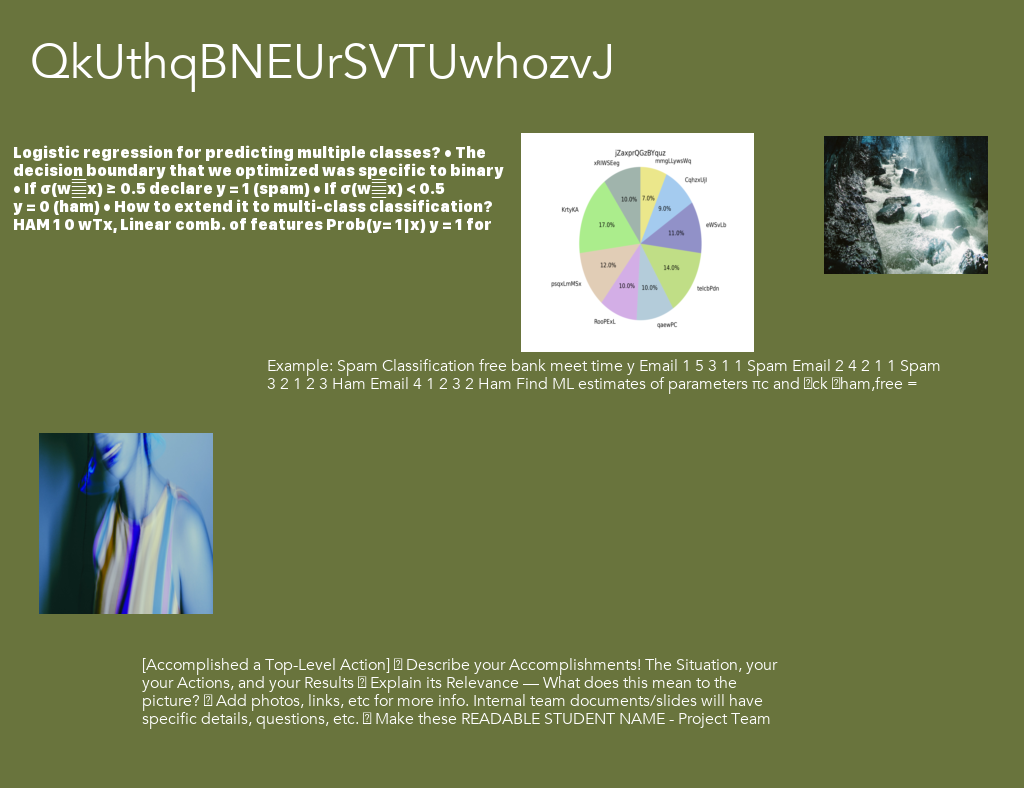 QkUthqBNEUrSVTUwhozvJ
Logistic regression for predicting multiple classes? • The
decision boundary that we optimized was specific to binary
• If σ(w x) ≥ 0.5 declare y = 1 (spam) • If σ(w x) < 0.5
y = 0 (ham) • How to extend it to multi-class classification?
HAM 1 0 wTx, Linear comb. of features Prob(y= 1|x) y = 1 for
jZaxprQGzBYquz
xRIWSEeg
mmgLLywsWq
CqhzxUjI
KrtyKA
eWSvLb
psqxLmMSx
telcbPdn
RooPExL
qaewPC
10.0%
7.0%
9.0%
17.0%
11.0%
12.0%
14.0%
10.0%
10.0%
Example: Spam Classification free bank meet time y Email 1 5 3 1 1 Spam Email 2 4 2 1 1 Spam
3 2 1 2 3 Ham Email 4 1 2 3 2 Ham Find ML estimates of parameters πc and ck ham,free =
[Accomplished a Top-Level Action] Describe your Accomplishments! The Situation, your
your Actions, and your Results Explain its Relevance — What does this mean to the
picture? Add photos, links, etc for more info. Internal team documents/slides will have
specific details, questions, etc. Make these READABLE STUDENT NAME - Project Team